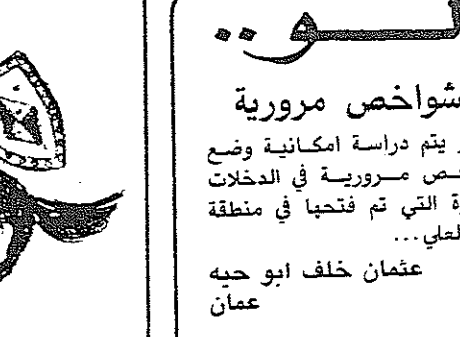 لو ..
شواخص مرورية
يتم دراسة امكانية وضع
مرورية في الدخلات
التي تم فتحها في منطقة
عثمان خلف ابو حيه
عمان